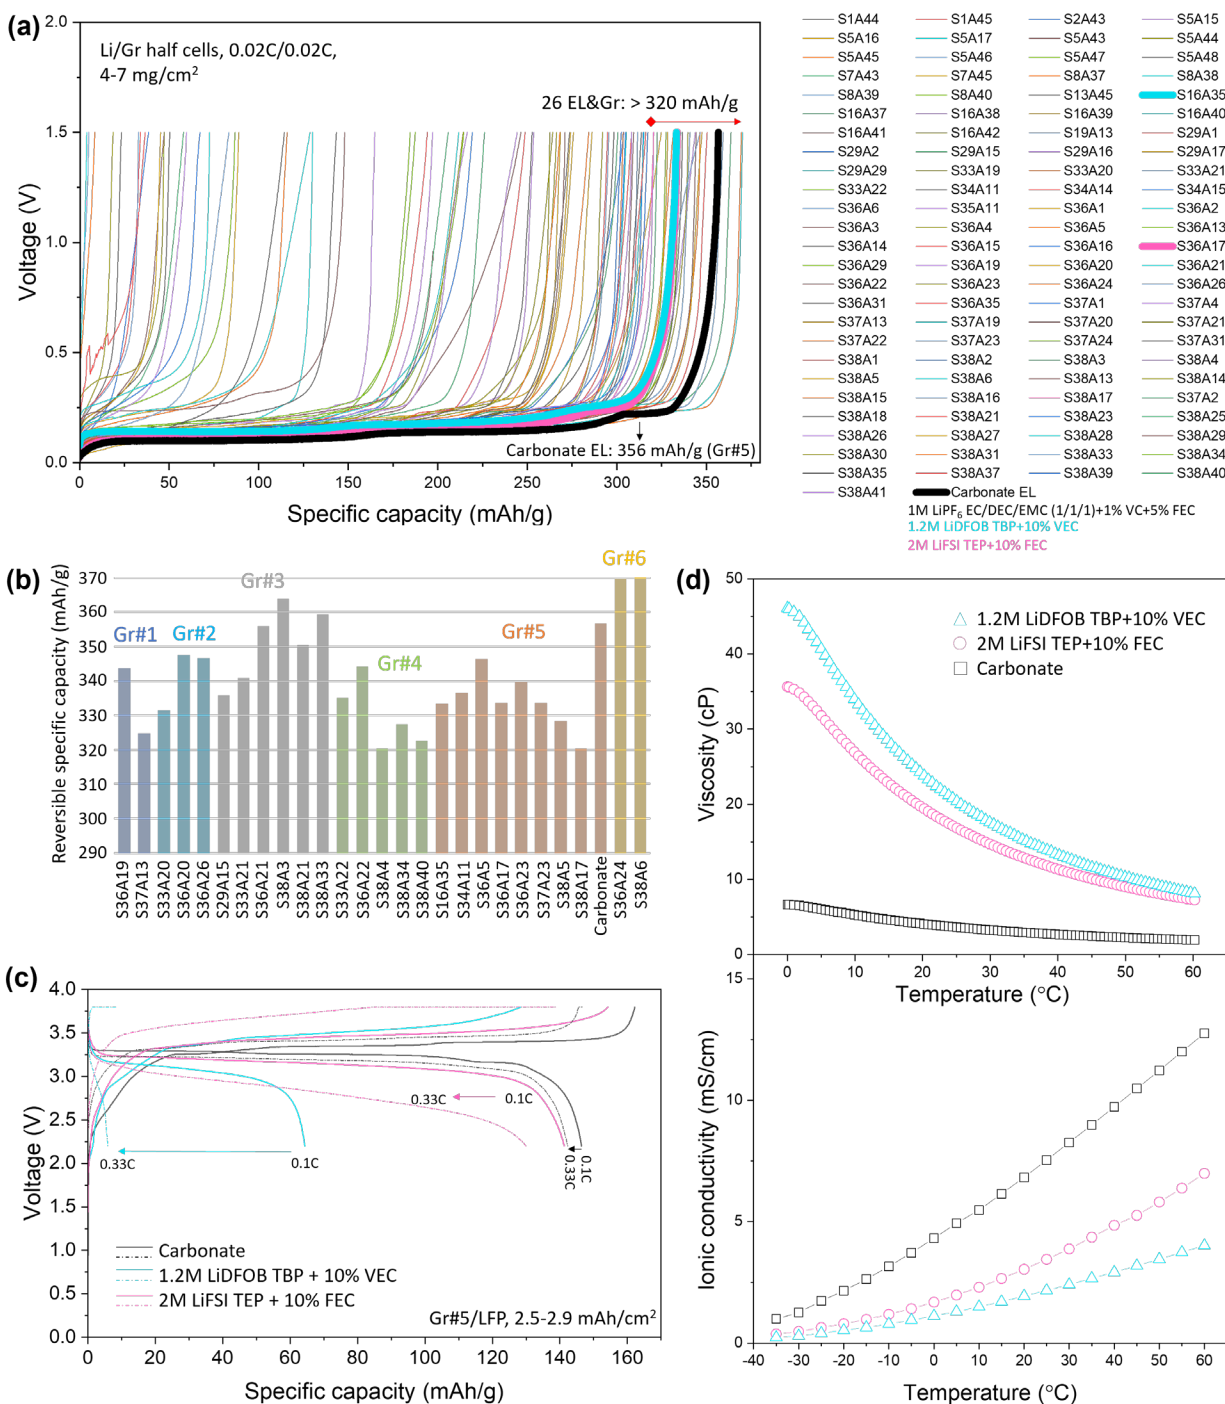 (a)
2.0
1.5
1.0
0.5
0.0
Voltage (V)
Li/Gr half cells, 0.02C/0.02C,
4-7 mg/cm²
26 EL&Gr: > 320 mAh/g
Carbonate EL: 356 mAh/g (Gr#5)
0 25 50 75 100 150 200 250 300 350
Specific capacity (mAh/g)
S1A44 S1A45 S2A43 S5A15
S5A16 S5A17 S5A43 S5A44
S5A45 S5A46 S5A47 S5A48
S7A43 S7A45 S8A37 S8A38
S8A39 S8A40 S13A45 S16A35
S16A37 S16A38 S16A39 S16A40
S16A41 S16A42 S19A13 S29A1
S29A2 S29A15 S29A16 S29A17
S29A29 S33A19 S33A20 S33A21
S33A22 S34A11 S34A14 S34A15
S36A6 S35A11 S36A1 S36A2
S36A3 S36A4 S36A5 S36A13
S36A14 S36A15 S36A16 S36A17
S36A29 S36A19 S36A20 S36A21
S36A22 S36A23 S36A24 S36A26
S36A31 S36A35 S37A1 S37A4
S37A13 S37A19 S37A20 S37A21
S37A22 S37A23 S37A24 S37A31
S38A1 S38A2 S38A3 S38A4
S38A5 S38A6 S38A13 S38A14
S38A15 S38A16 S38A17 S37A2
S38A18 S38A21 S38A23 S38A25
S38A26 S38A27 S38A28 S38A29
S38A30 S38A31 S38A33 S38A34
S38A35 S38A37 S38A39 S38A40
S38A41 Carbonate EL
1M LiPF₆ EC/DEC/EMC (1/1/1)+1% VC+5% FEC
1.2M LiDFOB TBP+10% VEC
2M LiFSI TEP+10% FEC
(b)
Reversible specific capacity (mAh/g)
370
360
350
340
330
320
310
300
290
Gr#1 Gr#2 Gr#3 Gr#4 Gr#5 Gr#6
S36A19 S37A13 S33A20 S36A20 S36A26 S29A15 S33A21 S36A21 S38A3 S38A21 S38A33 S33A22 S36A22 S38A4 S38A34 S38A40 S16A35 S34A11 S36A5 S36A17 S36A23 S37A23 S38A5 S38A17 Carbonate S36A24 S38A6
(c)
4.0
3.5
3.0
2.5
2.0
1.5
1.0
0.5
0.0
Voltage (V)
0.33C 0.1C
0.33C 0.1C
0.33C 0.1C
Carbonate
1.2M LiDFOB TBP + 10% VEC
2M LiFSI TEP + 10% FEC
Gr#5/LFP, 2.5-2.9 mAh/cm²
0 20 40 60 80 100 120 140 160
Specific capacity (mAh/g)
(d)
50
40
30
20
10
0
Viscosity (cP)
1.2M LiDFOB TBP+10% VEC
2M LiFSI TEP+10% FEC
Carbonate
0 10 20 30 40 50 60
Temperature (°C)
15
10
5
0
Ionic conductivity (mS/cm)
-40 -30 -20 -10 0 10 20 30 40 50 60
Temperature (°C)